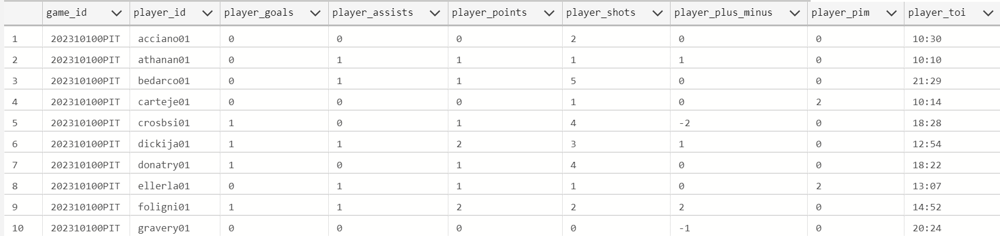 game_id player_id player_goals player_assists player_points player_shots player_plus_minus player_pim player_toi
1 202310100PIT acciano01 0 0 0 2 0 0 10:30
2 202310100PIT athanan01 0 1 1 1 1 0 10:10
3 202310100PIT bedarco01 0 1 1 5 0 0 21:29
4 202310100PIT carteje01 0 0 0 1 0 2 10:14
5 202310100PIT crosbsi01 1 0 1 4 -2 0 18:28
6 202310100PIT dickija01 1 1 2 3 1 0 12:54
7 202310100PIT donatry01 1 0 1 4 0 0 18:22
8 202310100PIT ellerla01 0 1 1 1 0 2 13:07
9 202310100PIT foligni01 1 1 2 2 2 0 14:52
10 202310100PIT gravery01 0 0 0 0 -1 0 20:24